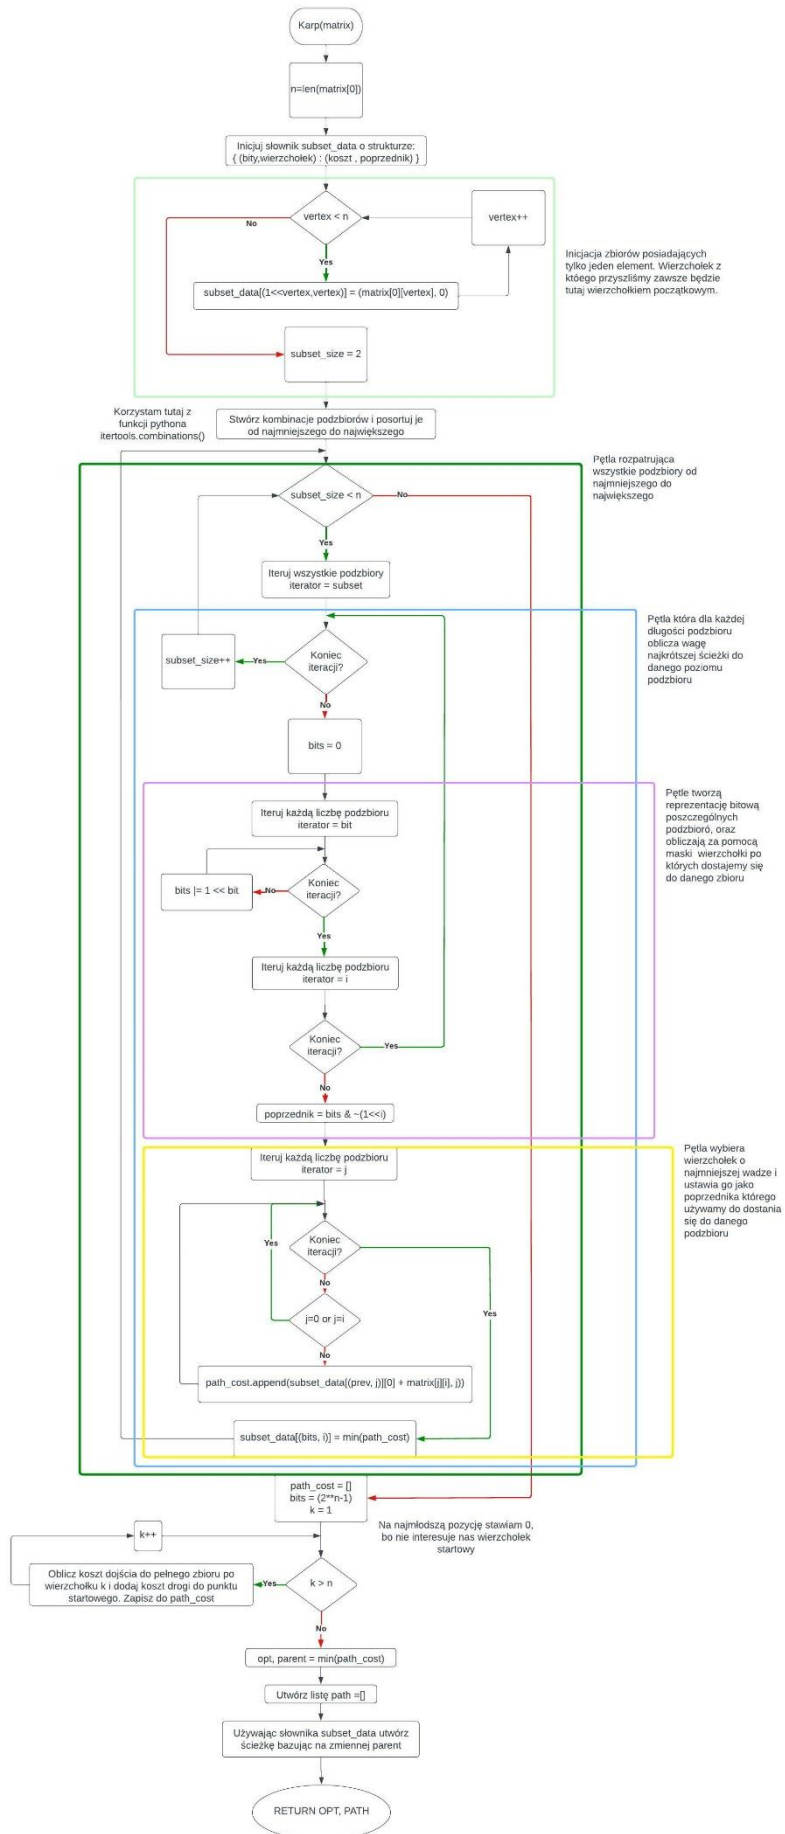 Karp(matrix)
n=len(matrix[0])
Inicjuj słownik subset_data o strukturze:
{ (bity,wierzchołek) : (koszt , poprzednik) }
vertex < n
No
Yes
vertex++
subset_data[(1<<vertex,vertex)] = (matrix[0][vertex], 0)
Inicjacja zbiorów posiadających
tylko jeden element. Wierzchołek z
któego przyszliśmy zawsze będzie
tutaj wierzchołkiem początkowym.
subset_size = 2
Korzystam tutaj z
funkcji pythona
itertools.combinations()
Stwórz kombinacje podzbiorów i posortuj je
od najmniejszego do największego
Pętla rozpatrująca
wszystkie podzbiory od
najmniejszego do
największego
subset_size < n
No
Yes
Iteruj wszystkie podzbiory
iterator = subset
Pętla która dla każdej
długości podzbioru
oblicza wagę
najkrótszej ścieżki do
danego poziomu
podzbioru
Koniec
iteracji?
Yes
subset_size++
No
bits = 0
Pętle tworzą
reprezentację bitową
poszczególnych
podzbioró, oraz
obliczają za pomocą
maski wierzchołki po
których dostajemy się
do danego zbioru
Iteruj każdą liczbę podzbioru
iterator = bit
Koniec
iteracji?
No
bits |= 1 << bit
Yes
Iteruj każdą liczbę podzbioru
iterator = i
Koniec
iteracji?
Yes
No
poprzednik = bits & ~(1<<i)
Pętla wybiera
wierzchołek o
najmniejszej wadze i
ustawia go jako
poprzednika którego
używamy do dostania
się do danego
podzbioru
Iteruj każdą liczbę podzbioru
iterator = j
Koniec
iteracji?
Yes
No
Yes
j=0 or j=i
No
path_cost.append(subset_data[(prev, j)][0] + matrix[j][i], j))
subset_data[(bits, i)] = min(path_cost)
path_cost = []
bits = (2**n-1)
k = 1
Na najmłodszą pozycję stawiam 0,
bo nie interesuje nas wierzchołek
startowy
k++
Oblicz koszt dojścia do pełnego zbioru po
wierzchołku k i dodaj koszt drogi do punktu
startowego. Zapisz do path_cost
Yes
k > n
No
opt, parent = min(path_cost)
Utwórz listę path =[]
Używając słownika subset_data utwórz
ścieżkę bazując na zmiennej parent
RETURN OPT, PATH